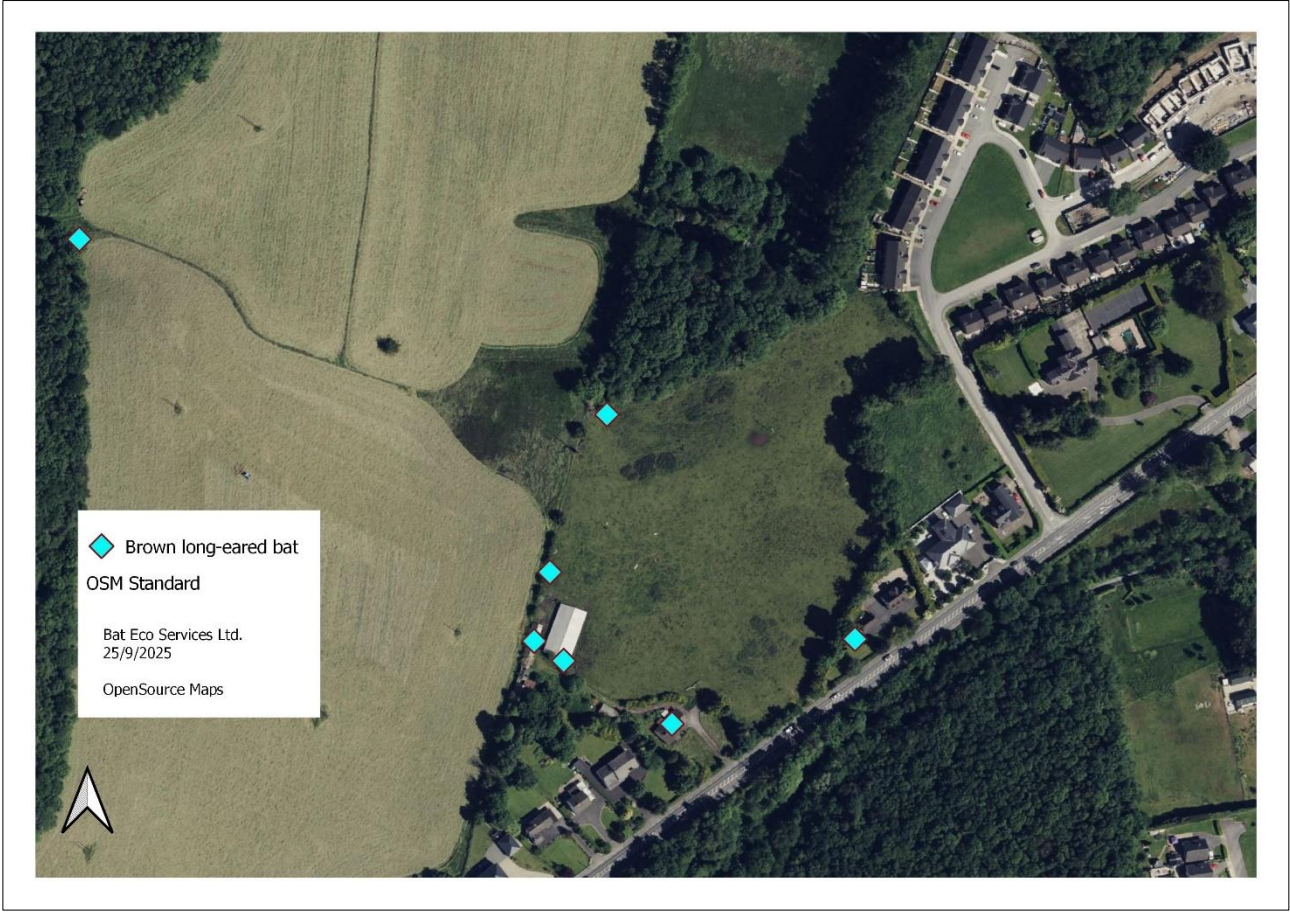 Brown long-eared bat
OSM Standard
Bat Eco Services Ltd.
25/9/2025
OpenSource Maps